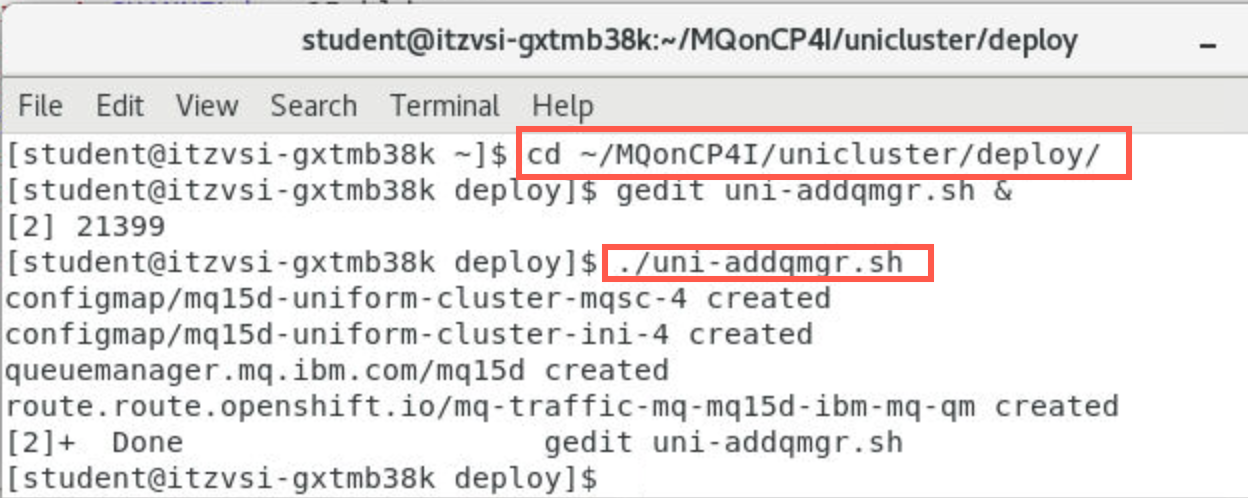 student@itzvsi-gxtmb38k:~/MQonCP4I/unicluster/deploy
File Edit View Search Terminal Help
[student@itzvsi-gxtmb38k ~]$ cd ~/MQonCP4I/unicluster/deploy/
[student@itzvsi-gxtmb38k deploy]$ gedit uni-addqmgr.sh &
[2] 21399
[student@itzvsi-gxtmb38k deploy]$ ./uni-addqmgr.sh
configmap/mq15d-uniform-cluster-mqsc-4 created
configmap/mq15d-uniform-cluster-ini-4 created
queuemanager.mq.ibm.com/mq15d created
route.route.openshift.io/mq-traffic-mq-mq15d-ibm-mq-qm created
[2]+  Done                    gedit uni-addqmgr.sh
[student@itzvsi-gxtmb38k deploy]$